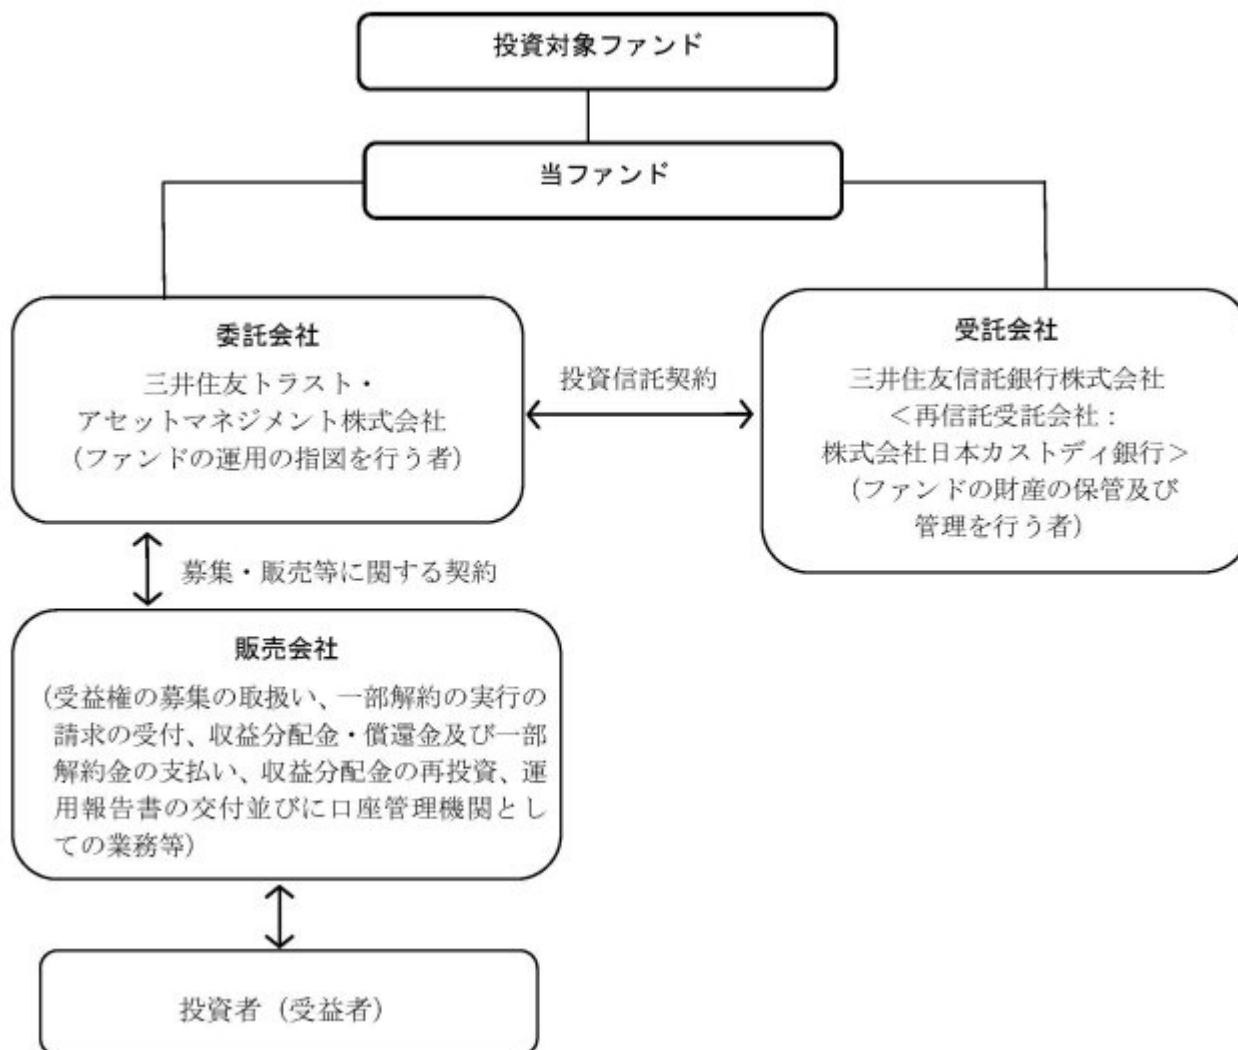 投資対象ファンド
当ファンド
委託会社
三井住友トラスト・
アセットマネジメント株式会社
（ファンドの運用の指図を行う者）
投資信託契約
受託会社
三井住友信託銀行株式会社
＜再信託受託会社：
株式会社日本カストディ銀行＞
（ファンドの財産の保管及び
管理を行う者）
募集・販売等に関する契約
販売会社
（受益権の募集の取扱い、一部解約の実行の
請求の受付、収益分配金・償還金及び一部
解約金の支払い、収益分配金の再投資、運
用報告書の交付並びに口座管理機関とし
ての業務等）
投資者（受益者）